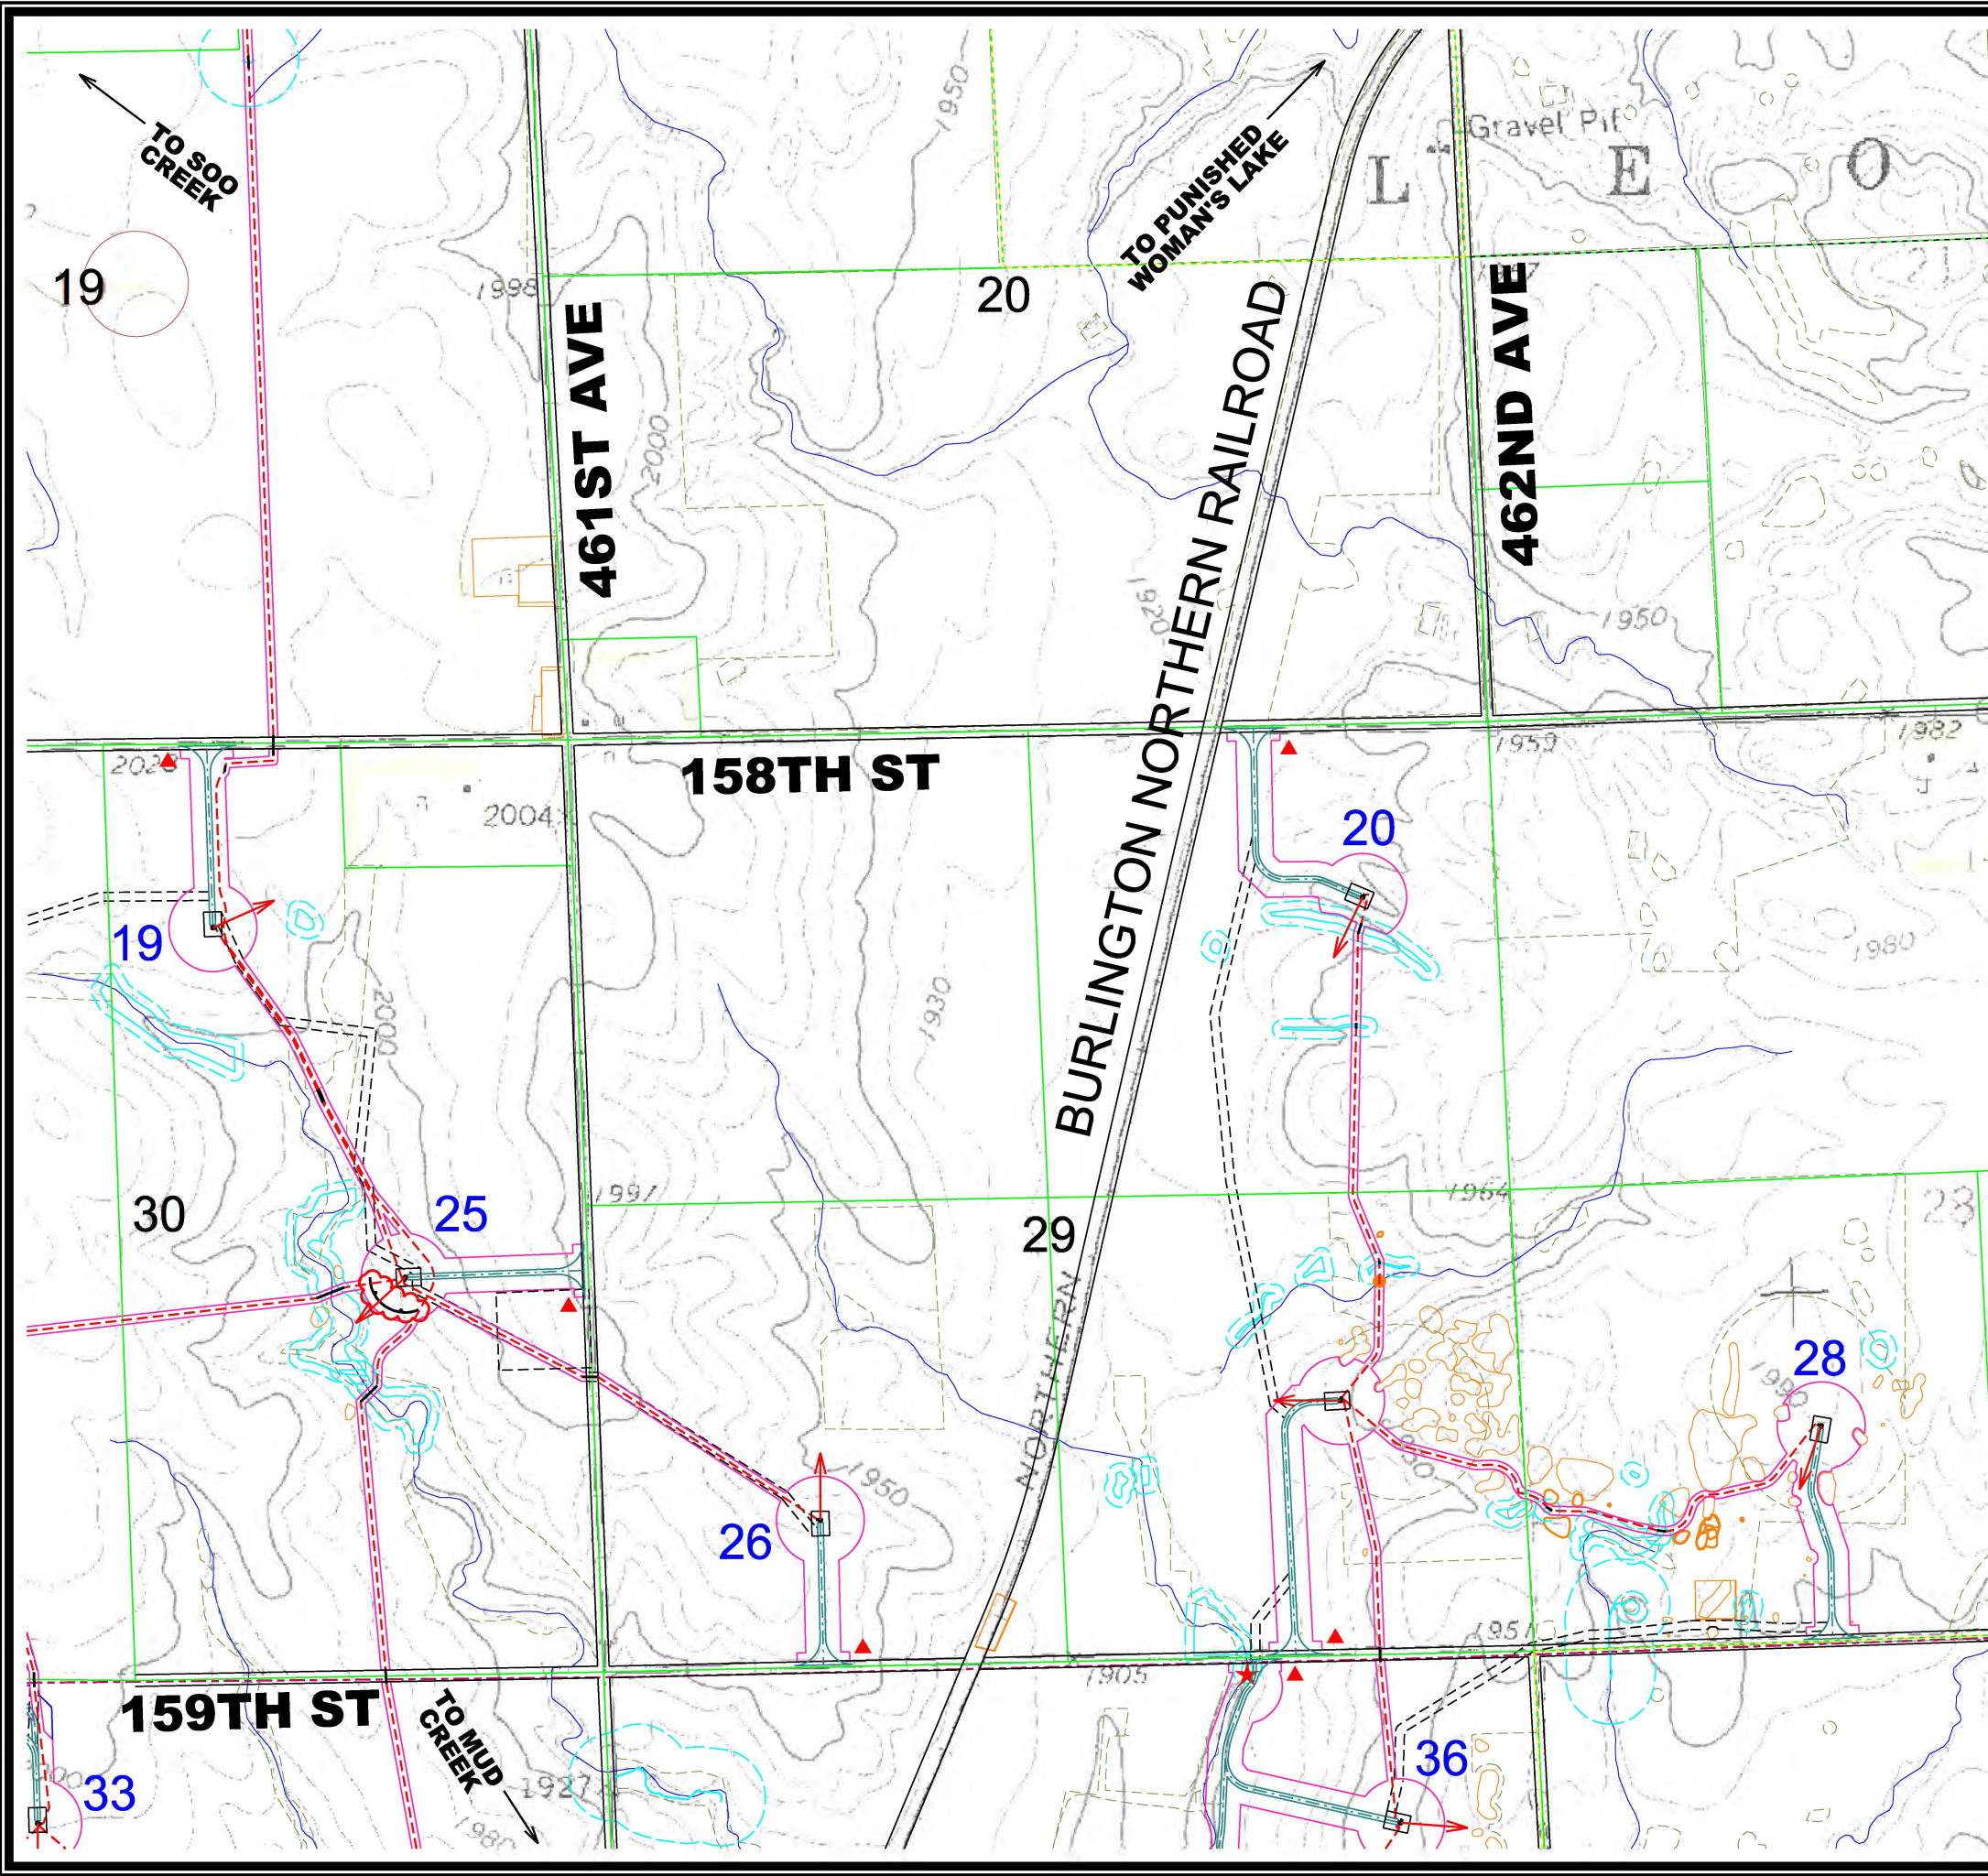 1950
TO SOO
CREEK
TO PUNISHED
WOMAN'S LAKE
Gravel Pit
L E O
19
1998
20
461ST AVE
462ND AVE
2000
BURLINGTON NORTHERN RAILROAD
1920
1950
158TH ST
1959
1982
2004
20
19
2000
1930
1980
30
25
1997
29
1964
28
1990
NORTHERN
26
1950
1951
1905
159TH ST
TO MUD
CREEK
36
33
1927
1980